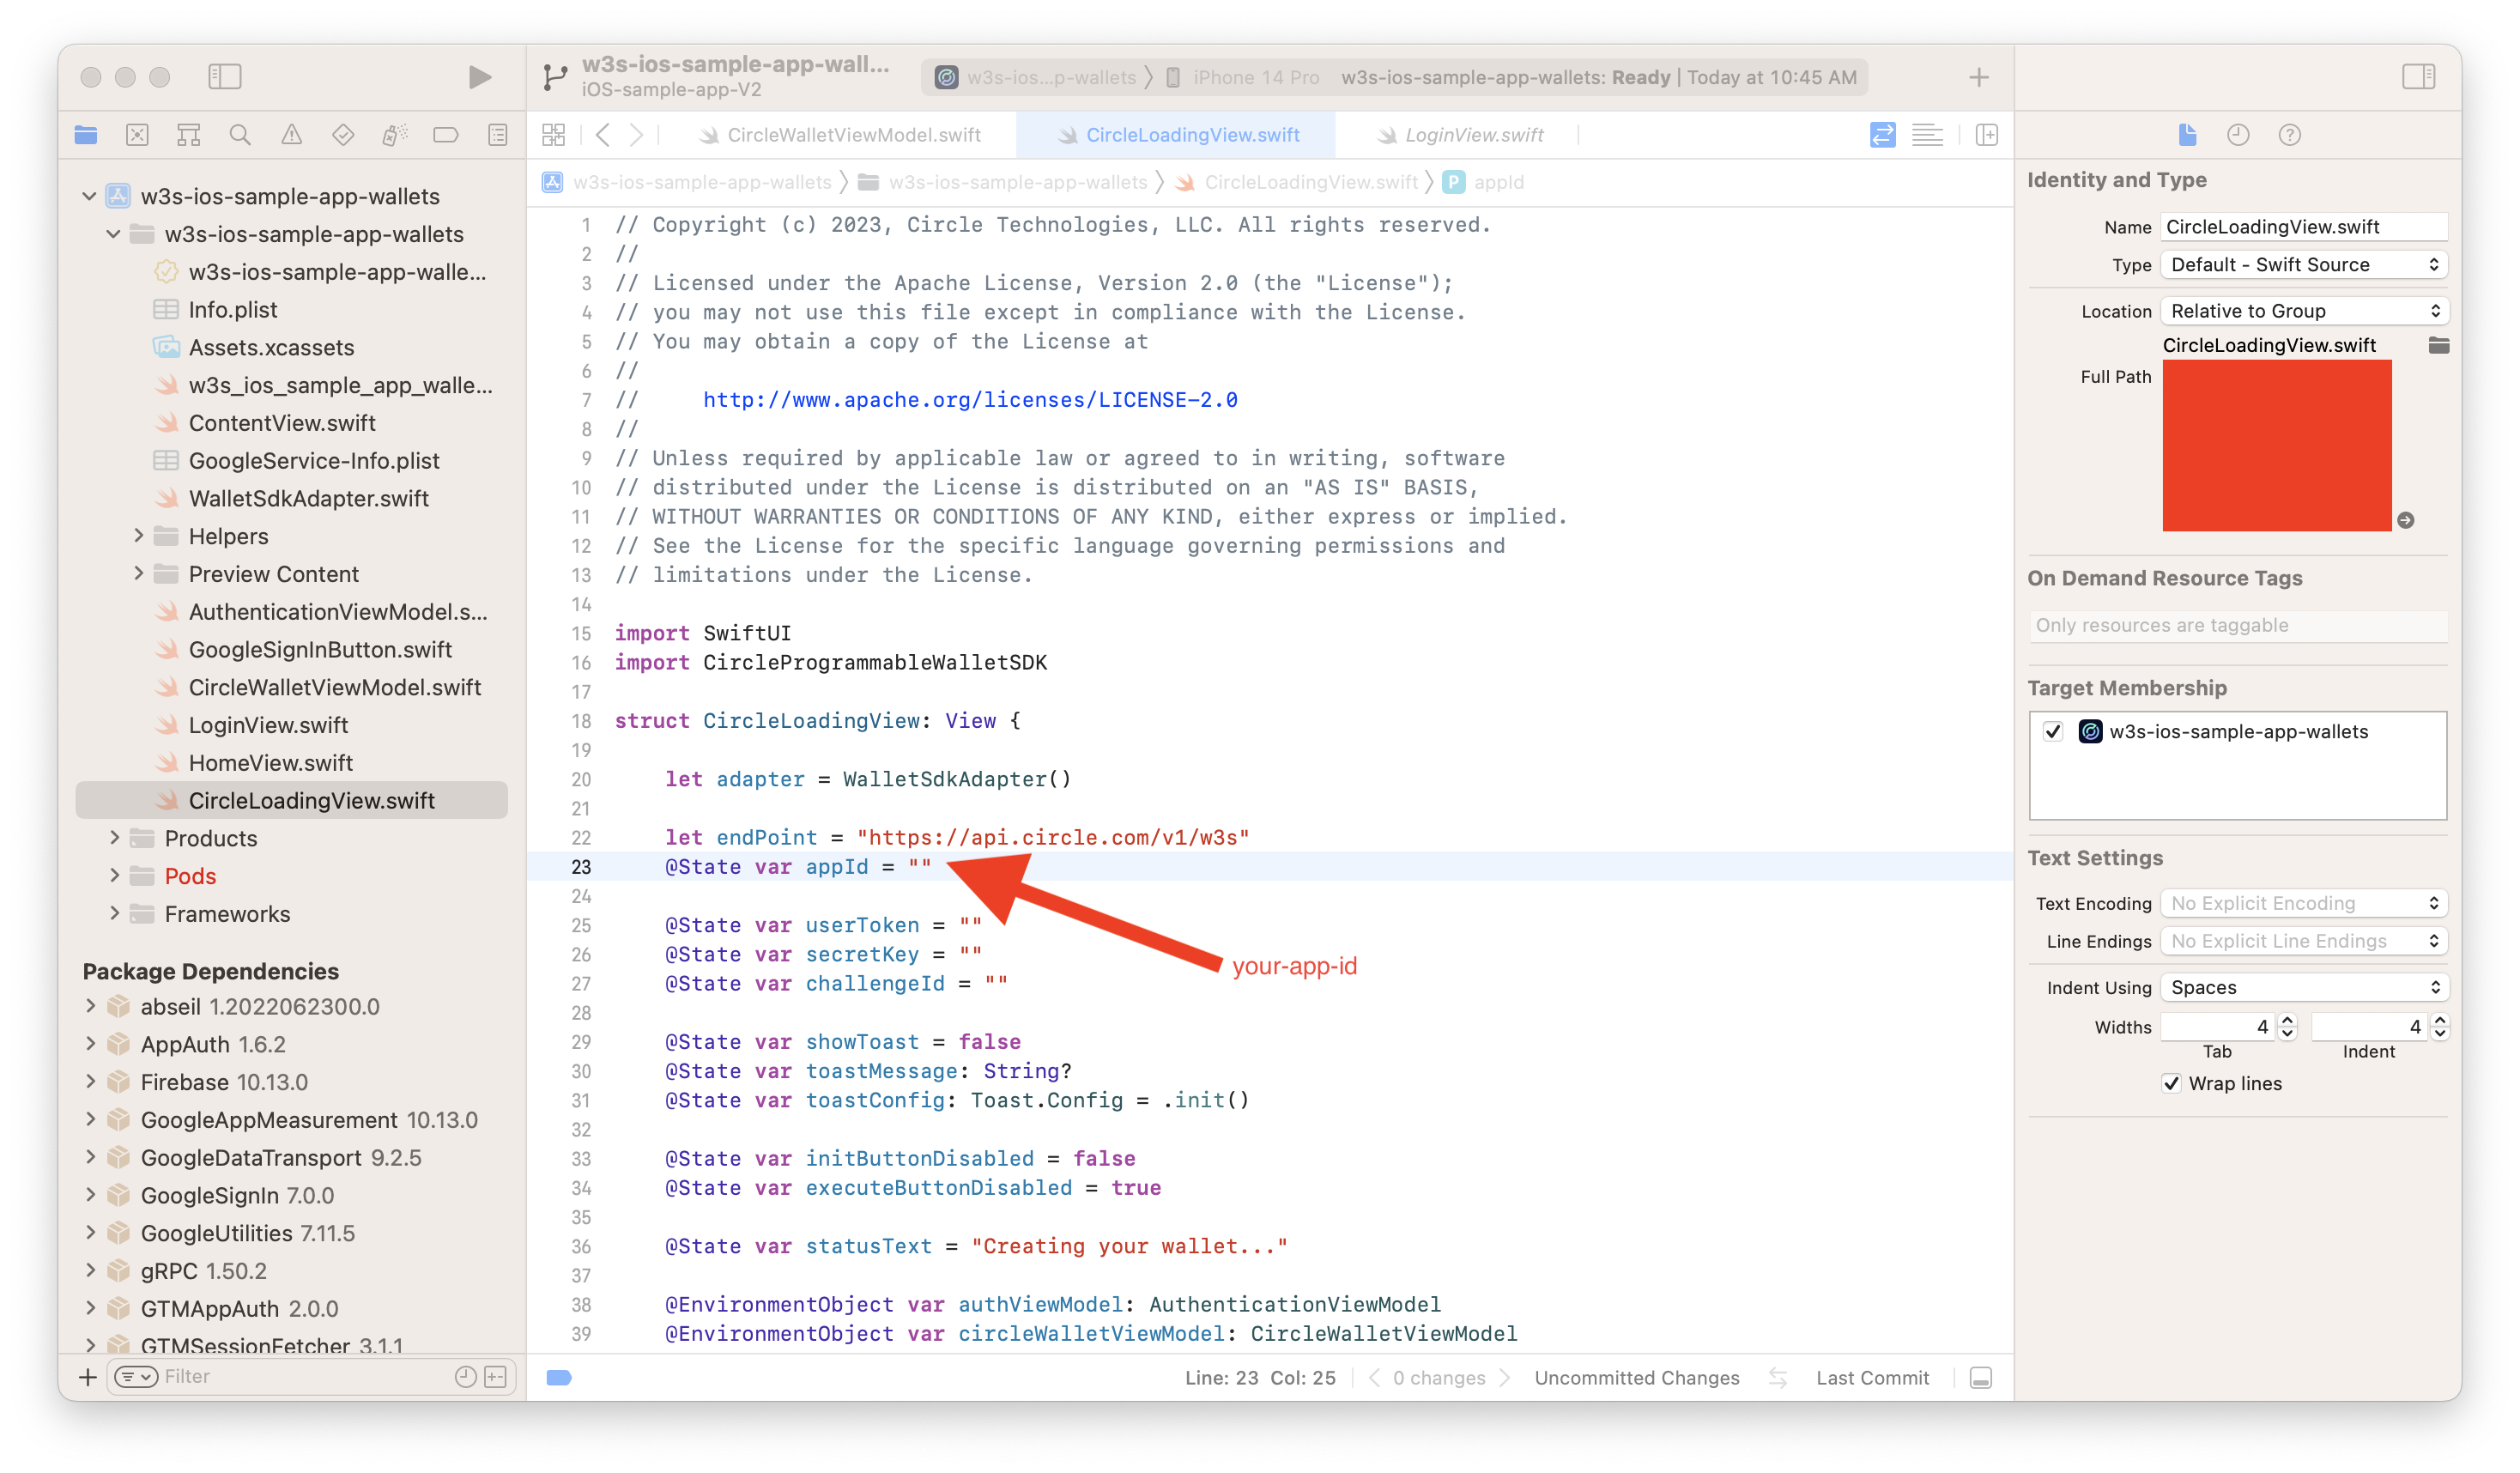 w3s-ios-sample-app-wall...
iOS-sample-app-V2
w3s-ios...p-wallets
iPhone 14 Pro
w3s-ios-sample-app-wallets: Ready | Today at 10:45 AM
CircleWalletViewModel.swift
CircleLoadingView.swift
LoginView.swift
w3s-ios-sample-app-wallets
w3s-ios-sample-app-wallets
CircleLoadingView.swift
P
appId
w3s-ios-sample-app-wallets
w3s-ios-sample-app-wallets
w3s-ios-sample-app-walle...
Info.plist
Assets.xcassets
w3s_ios_sample_app_walle...
ContentView.swift
GoogleService-Info.plist
WalletSdkAdapter.swift
Helpers
Preview Content
AuthenticationViewModel.s...
GoogleSignInButton.swift
CircleWalletViewModel.swift
LoginView.swift
HomeView.swift
CircleLoadingView.swift
Products
Pods
Frameworks
Package Dependencies
abseil 1.2022062300.0
AppAuth 1.6.2
Firebase 10.13.0
GoogleAppMeasurement 10.13.0
GoogleDataTransport 9.2.5
GoogleSignIn 7.0.0
GoogleUtilities 7.11.5
gRPC 1.50.2
GTMAppAuth 2.0.0
GTMSessionFetcher 3.1.1
Filter
1 // Copyright (c) 2023, Circle Technologies, LLC. All rights reserved.
2 //
3 // Licensed under the Apache License, Version 2.0 (the "License");
4 // you may not use this file except in compliance with the License.
5 // You may obtain a copy of the License at
6 //
7 //     http://www.apache.org/licenses/LICENSE-2.0
8 //
9 // Unless required by applicable law or agreed to in writing, software
10 // distributed under the License is distributed on an "AS IS" BASIS,
11 // WITHOUT WARRANTIES OR CONDITIONS OF ANY KIND, either express or implied.
12 // See the License for the specific language governing permissions and
13 // limitations under the License.
14
15 import SwiftUI
16 import CircleProgrammableWalletSDK
17
18 struct CircleLoadingView: View {
19
20     let adapter = WalletSdkAdapter()
21
22     let endPoint = "https://api.circle.com/v1/w3s"
23     @State var appId = ""
24
25     @State var userToken = ""
26     @State var secretKey = ""
your-app-id
27     @State var challengeId = ""
28
29     @State var showToast = false
30     @State var toastMessage: String?
31     @State var toastConfig: Toast.Config = .init()
32
33     @State var initButtonDisabled = false
34     @State var executeButtonDisabled = true
35
36     @State var statusText = "Creating your wallet..."
37
38     @EnvironmentObject var authViewModel: AuthenticationViewModel
39     @EnvironmentObject var circleWalletViewModel: CircleWalletViewModel
Line: 23 Col: 25
0 changes
Uncommitted Changes
Last Commit
Identity and Type
Name CircleLoadingView.swift
Type Default - Swift Source
Location Relative to Group
CircleLoadingView.swift
Full Path
On Demand Resource Tags
Only resources are taggable
Target Membership
w3s-ios-sample-app-wallets
Text Settings
Text Encoding No Explicit Encoding
Line Endings No Explicit Line Endings
Indent Using Spaces
Widths 4 4
Tab Indent
Wrap lines